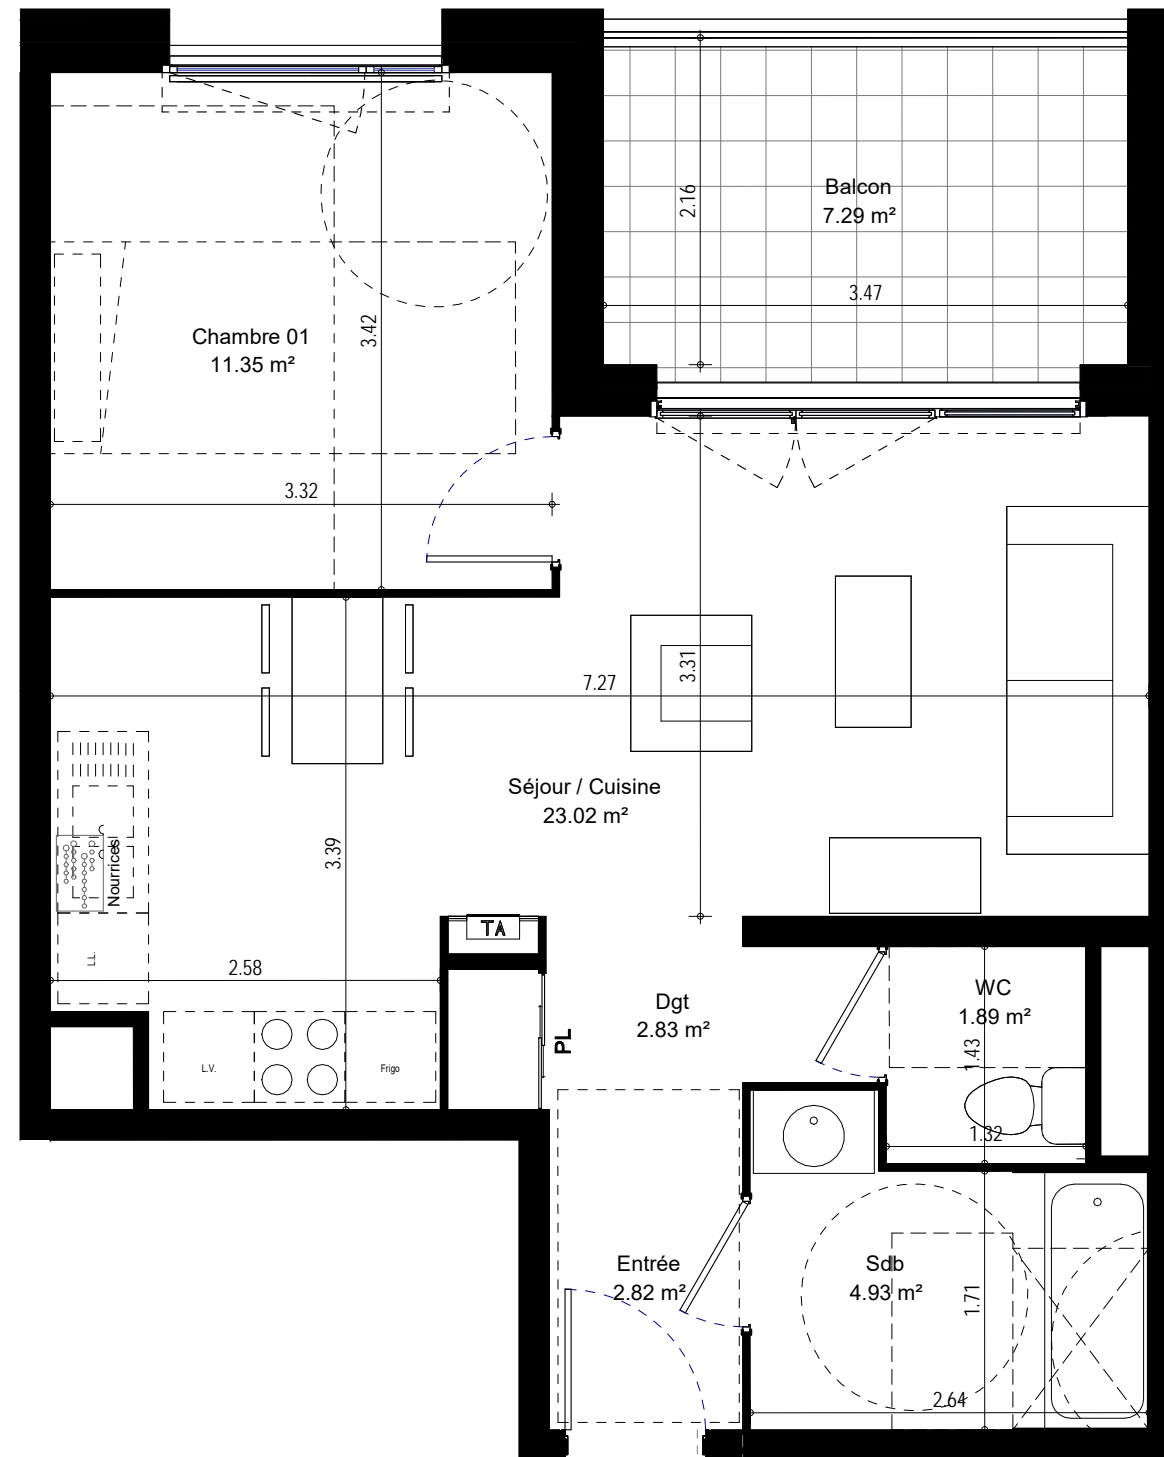 Balcon
7.29 m²
2.16
3.47
Chambre 01
11.35 m²
3.42
3.32
7.27
3.31
Séjour / Cuisine
23.02 m²
3.39
Nourrices
L.L.
2.58
TA
L.V.
Frigo
PL
Dgt
2.83 m²
WC
1.89 m²
1.43
1.32
Entrée
2.82 m²
Sdb
4.93 m²
1.71
2.64